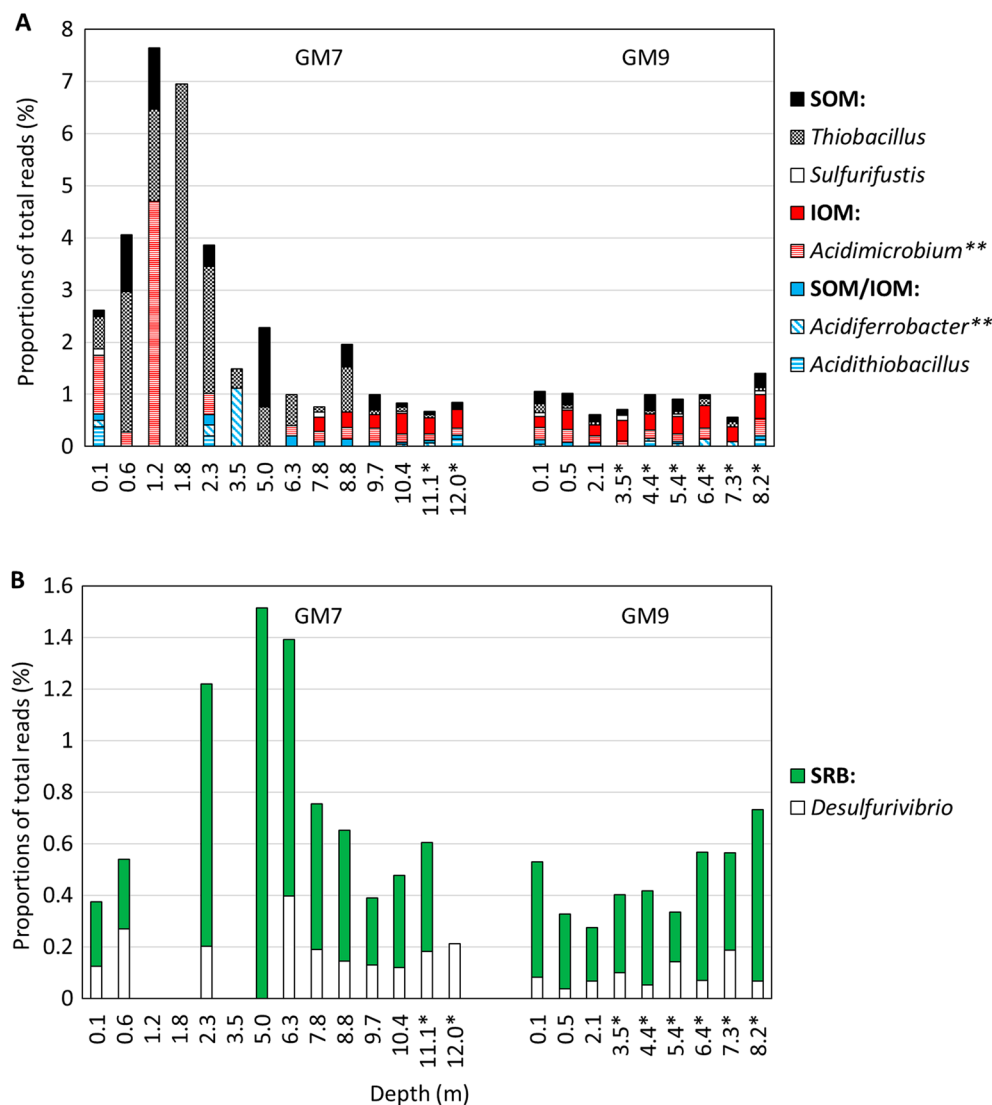 A
GM7
GM9
Proportions of total reads (%)
8
7
6
5
4
3
2
1
0
0.1 0.6 1.2 1.8 2.3 3.5 5.0 6.3 7.8 8.8 9.7 10.4 11.1* 12.0* 0.1 0.5 2.1 3.5* 4.4* 5.4* 6.4* 7.3* 8.2*
SOM:
Thiobacillus
Sulfurifustis
IOM:
Acidimicrobium**
SOM/IOM:
Acidiferrobacter**
Acidithiobacillus
B
GM7
GM9
Proportions of total reads (%)
1.6
1.4
1.2
1
0.8
0.6
0.4
0.2
0
0.1 0.6 1.2 1.8 2.3 3.5 5.0 6.3 7.8 8.8 9.7 10.4 11.1* 12.0* 0.1 0.5 2.1 3.5* 4.4* 5.4* 6.4* 7.3* 8.2*
Depth (m)
SRB:
Desulfurivibrio